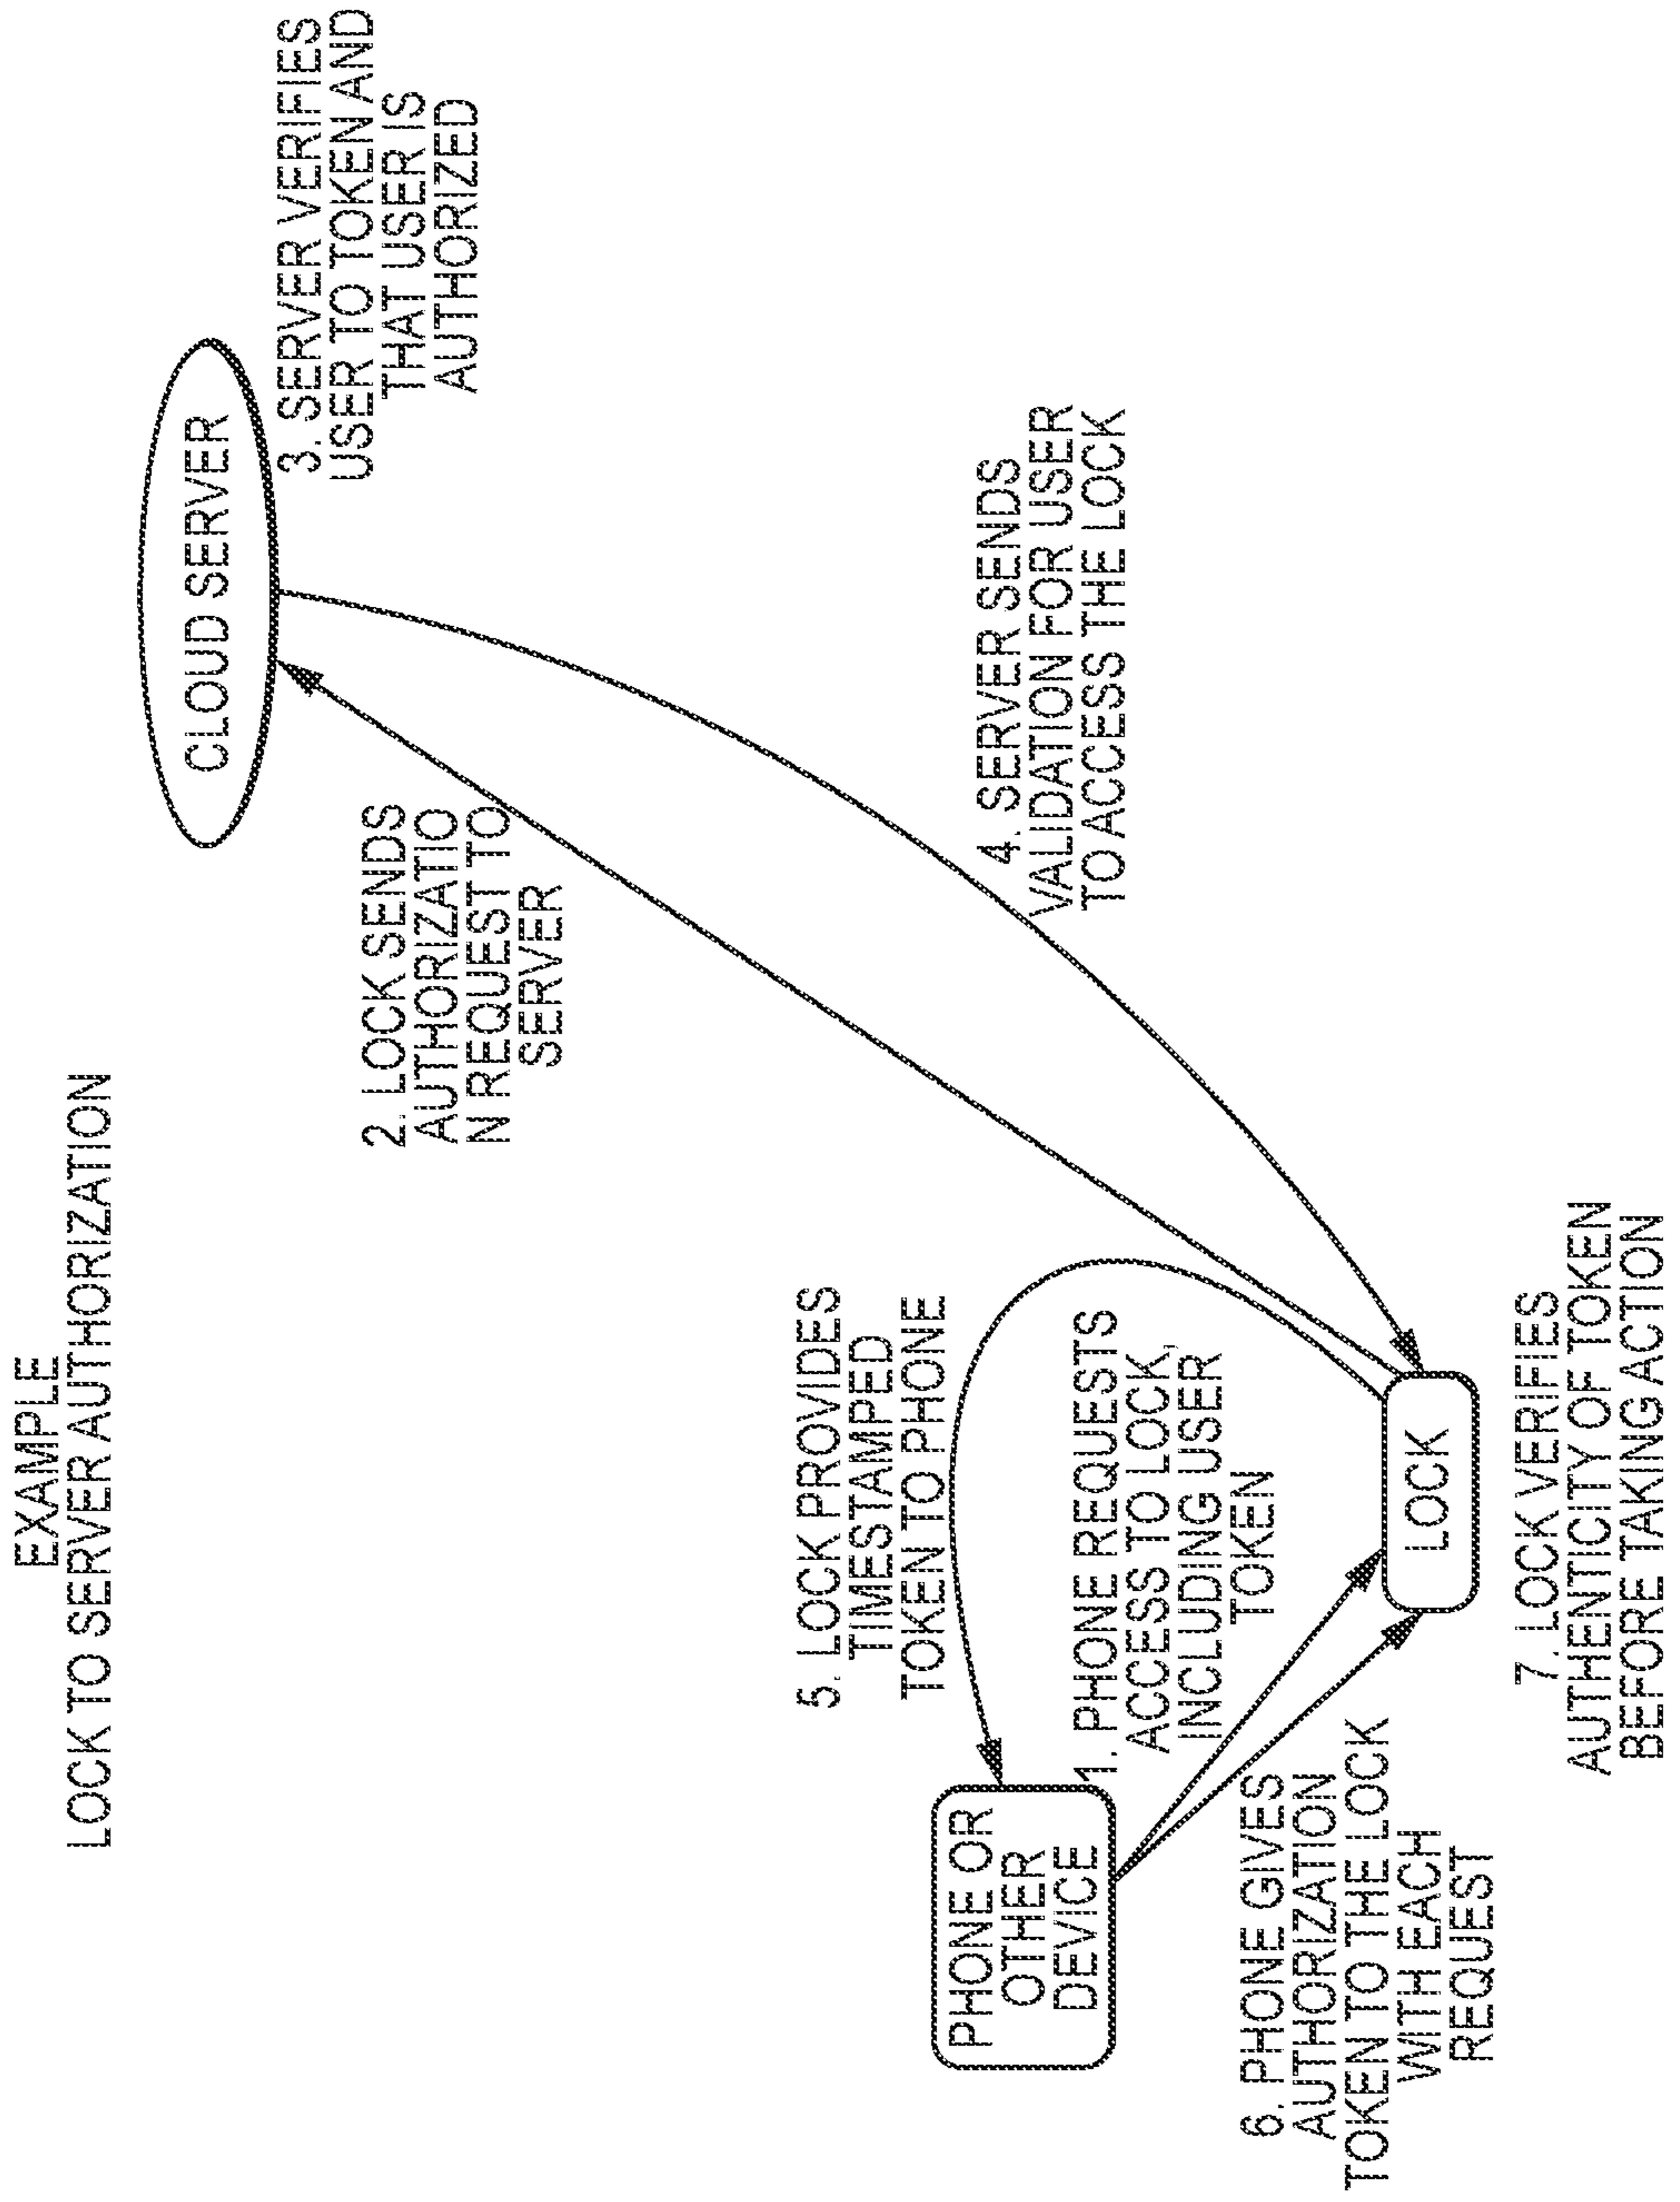 EXAMPLE
LOCK TO SERVER AUTHORIZATION
CLOUD SERVER
3. SERVER VERIFIES
USER TO TOKEN AND
THAT USER IS
AUTHORIZED
2. LOCK SENDS
AUTHORIZATIO
N REQUEST TO
SERVER
4. SERVER SENDS
VALIDATION FOR USER
TO ACCESS THE LOCK
5. LOCK PROVIDES
TIMESTAMPED
TOKEN TO PHONE
PHONE OR
OTHER
DEVICE
1. PHONE REQUESTS
ACCESS TO LOCK,
INCLUDING USER
TOKEN
6. PHONE GIVES
AUTHORIZATION
TOKEN TO THE LOCK
WITH EACH
REQUEST
LOCK
7. LOCK VERIFIES
AUTHENTICITY OF TOKEN
BEFORE TAKING ACTION